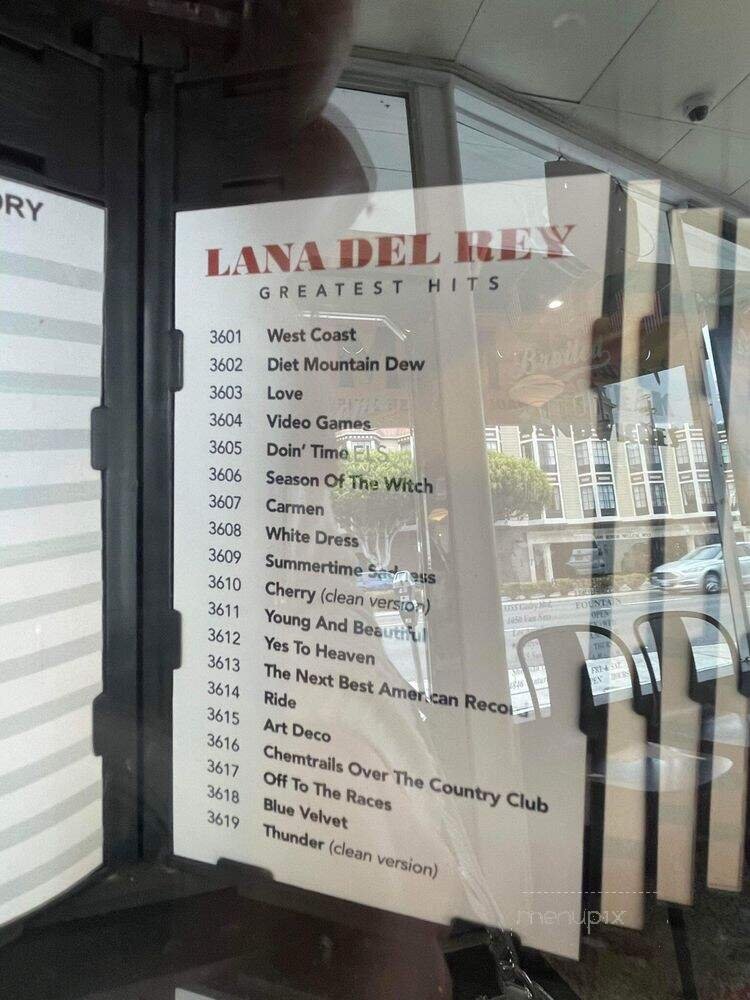 ORY
LANA DEL REY
GREATEST HITS
3601 West Coast
3602 Diet Mountain Dew
3603 Love
3604 Video Games
3605 Doin' Time
3606 Season Of The Witch
3607 Carmen
3608 White Dress
3609 Summertime Sadness
3610 Cherry (clean version)
3611 Young And Beautiful
3612 Yes To Heaven
3613 The Next Best American Record
3614 Ride
3615 Art Deco
3616 Chemtrails Over The Country Club
3617 Off To The Races
3618 Blue Velvet
3619 Thunder (clean version)
FOUNTAIN
OPEN
menupix